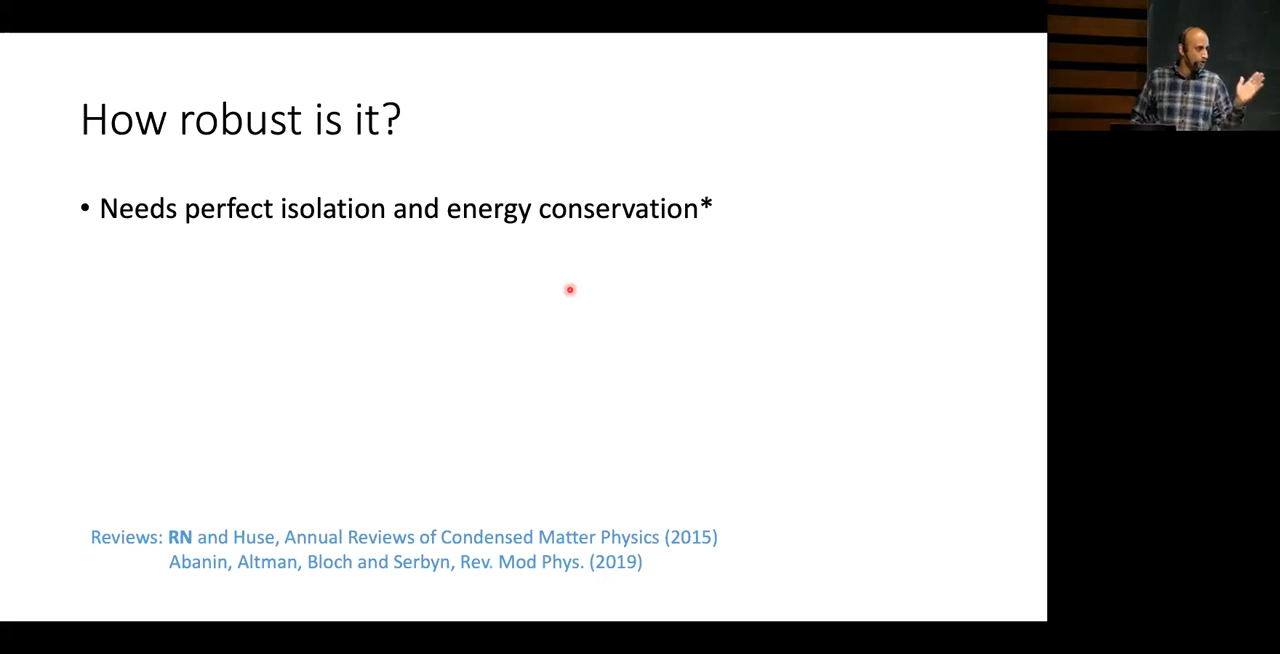 How robust is it?
• Needs perfect isolation and energy conservation*
Reviews: RN and Huse, Annual Reviews of Condensed Matter Physics (2015)
Abanin, Altman, Bloch and Serbyn, Rev. Mod Phys. (2019)